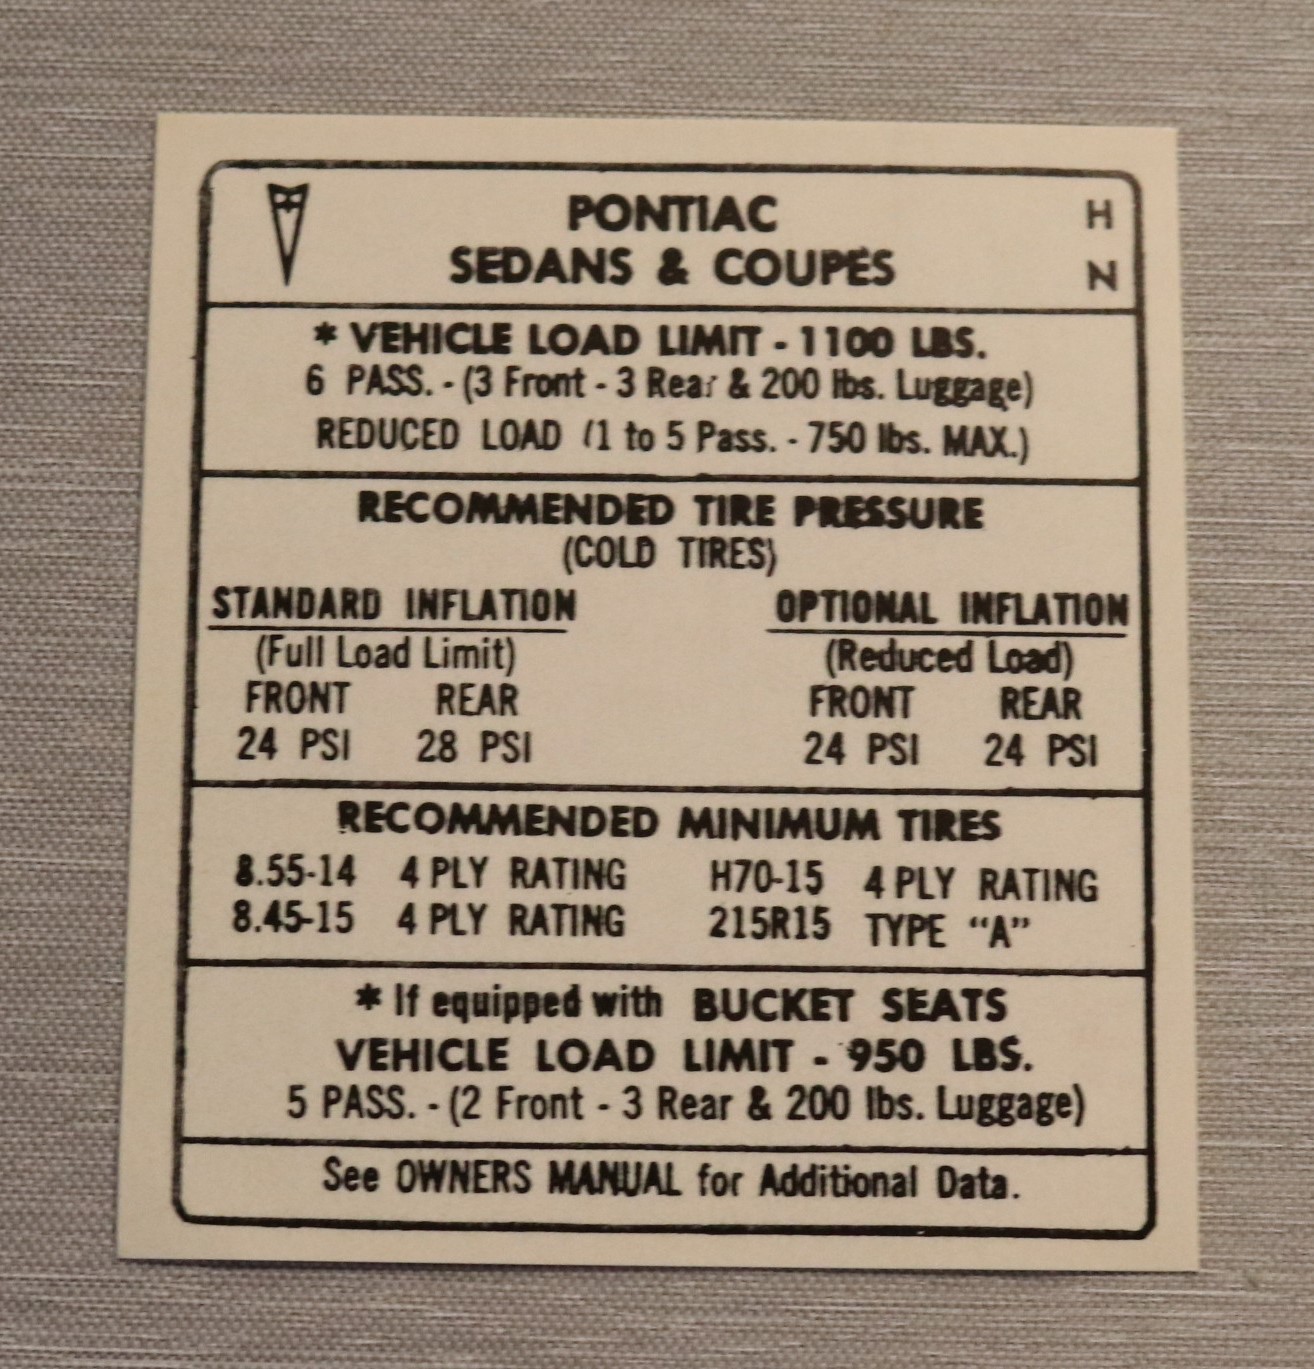 PONTIAC
SEDANS & COUPES
H
N
* VEHICLE LOAD LIMIT - 1100 LBS.
6 PASS. - (3 Front - 3 Rear & 200 lbs. Luggage)
REDUCED LOAD (1 to 5 Pass. - 750 lbs. MAX.)
RECOMMENDED TIRE PRESSURE
(COLD TIRES)
STANDARD INFLATION OPTIONAL INFLATION
(Full Load Limit) (Reduced Load)
FRONT REAR FRONT REAR
24 PSI 28 PSI 24 PSI 24 PSI
RECOMMENDED MINIMUM TIRES
8.55-14 4 PLY RATING H70-15 4 PLY RATING
8.45-15 4 PLY RATING 215R15 TYPE “A”
* If equipped with BUCKET SEATS
VEHICLE LOAD LIMIT - 950 LBS.
5 PASS. - (2 Front - 3 Rear & 200 lbs. Luggage)
See OWNERS MANUAL for Additional Data.